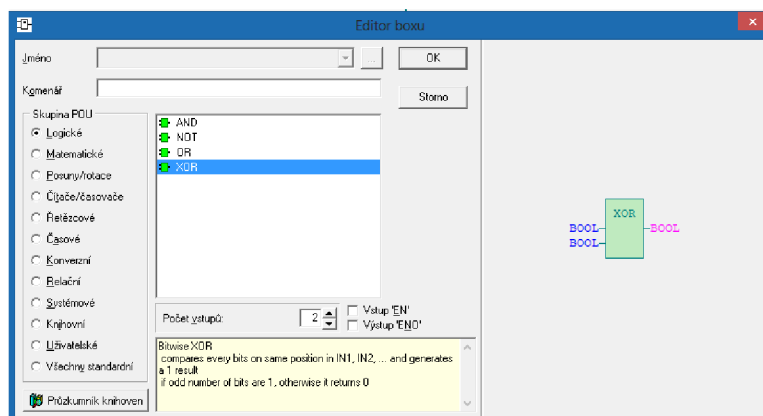 Editor boxu
Jméno
...
OK
Komentář
Storno
Skupina POU
Logické
Matematické
Posuny/rotace
Čítače/časovače
Řetězcové
Časové
Konverzní
Relační
Systémové
Knihovní
Uživatelské
Všechny standardní
Průzkumník knihoven
AND
NOT
OR
XOR
Počet vstupů:
2
Vstup 'EN'
Výstup 'ENO'
Bitwise XOR
compares every bits on same position in IN1, IN2, ... and generates
a 1 result
if odd number of bits are 1, otherwise it returns 0
XOR
BOOL
BOOL
BOOL